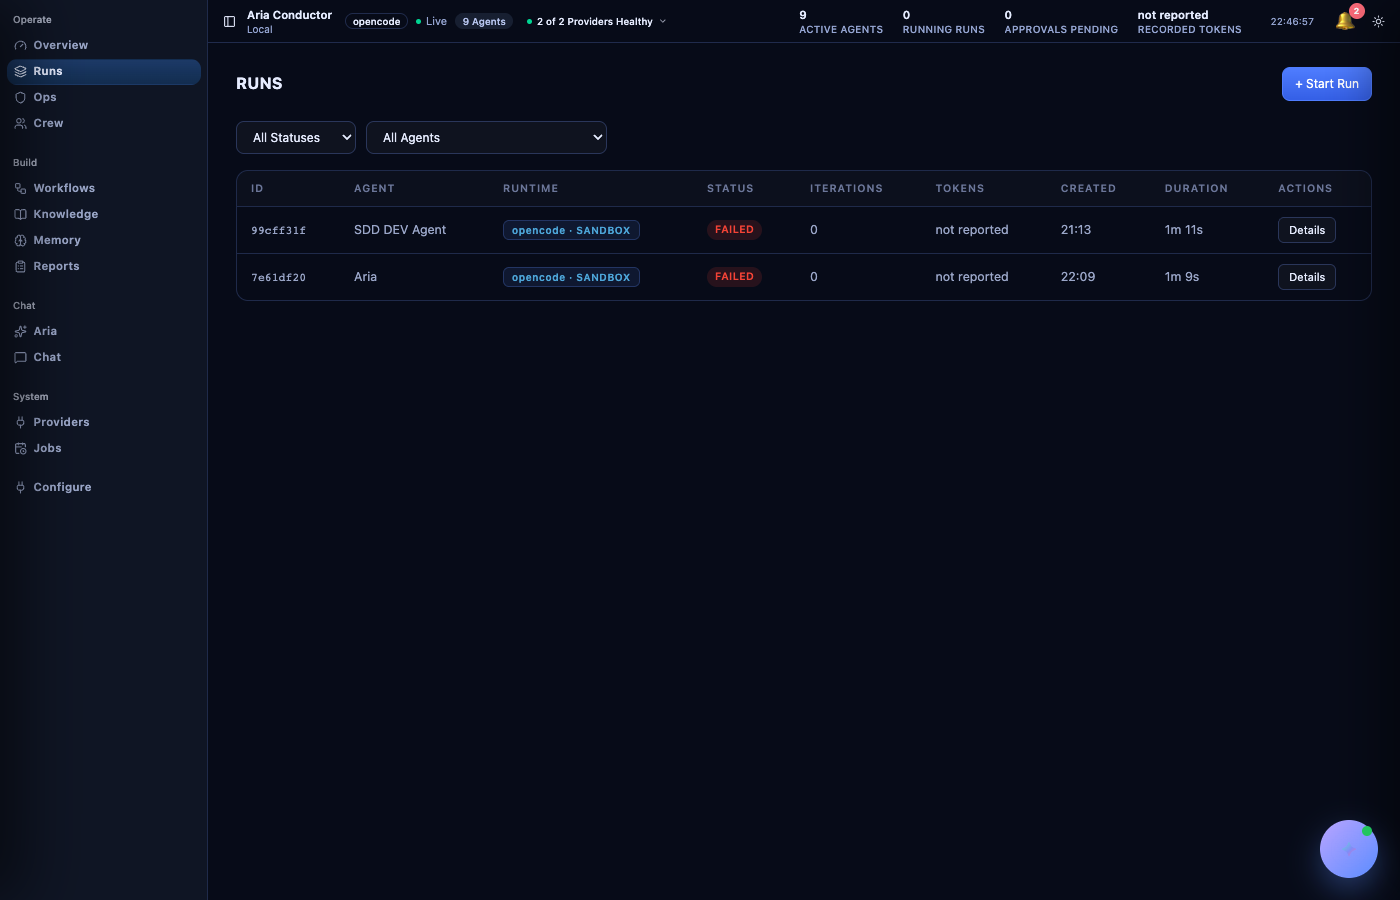 Operate
Overview
Runs
Ops
Crew
Build
Workflows
Knowledge
Memory
Reports
Chat
Aria
Chat
System
Providers
Jobs
Configure
Aria Conductor
Local
opencode
Live
9 Agents
2 of 2 Providers Healthy
9
ACTIVE AGENTS
0
RUNNING RUNS
0
APPROVALS PENDING
not reported
RECORDED TOKENS
22:46:57
2
RUNS
+ Start Run
All Statuses
All Agents
ID AGENT RUNTIME STATUS ITERATIONS TOKENS CREATED DURATION ACTIONS
99cff31f SDD DEV Agent opencode · SANDBOX FAILED 0 not reported 21:13 1m 11s Details
7e61df20 Aria opencode · SANDBOX FAILED 0 not reported 22:09 1m 9s Details